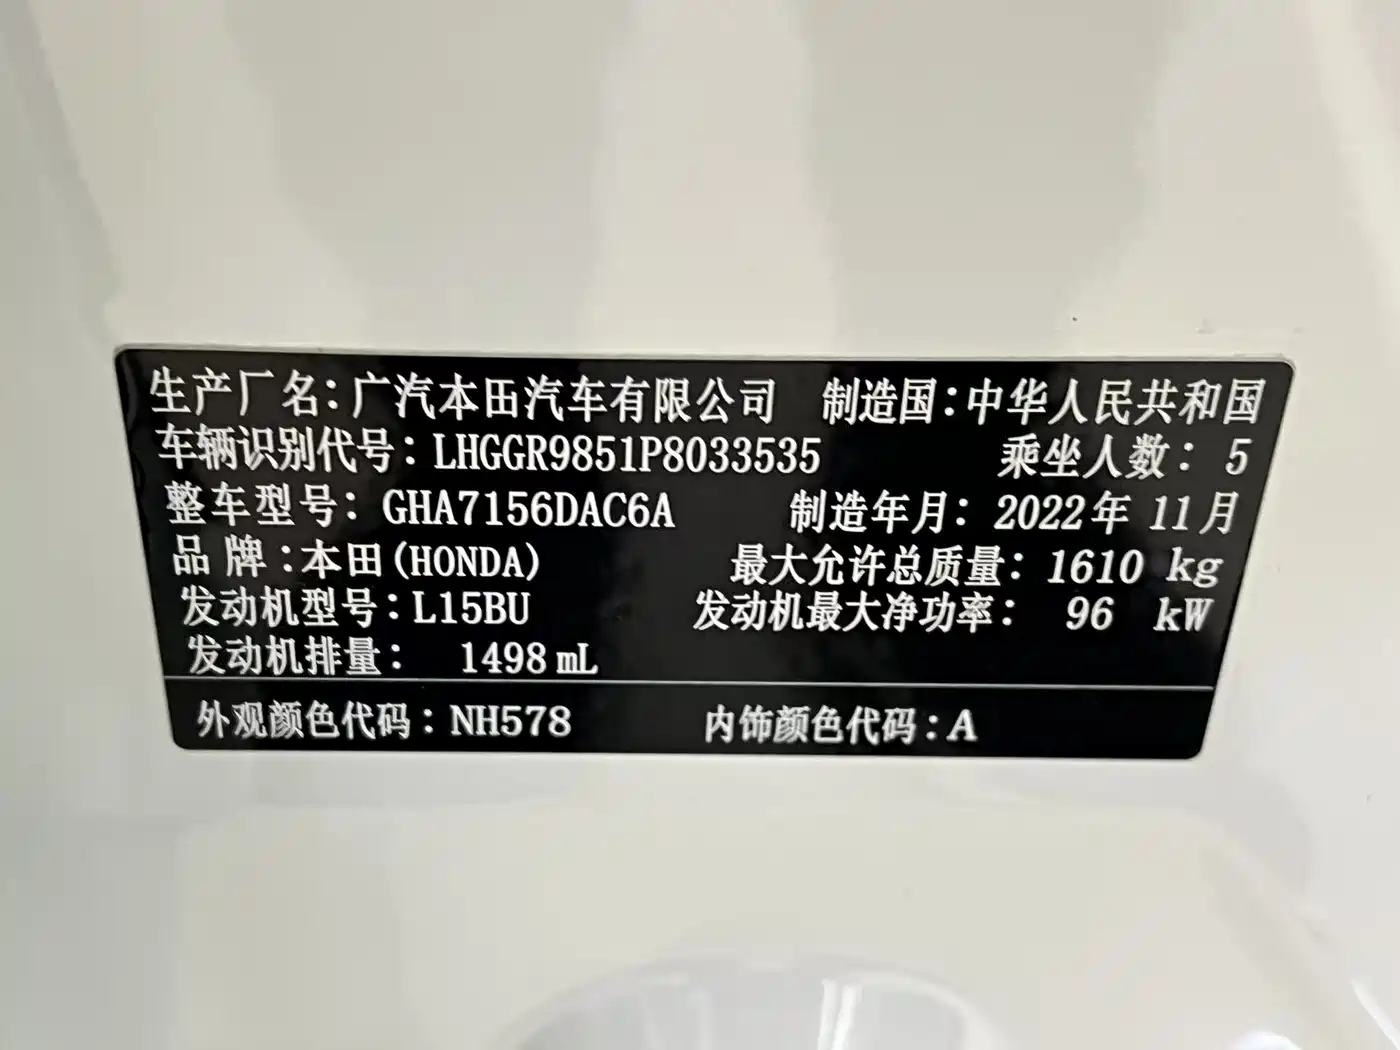 生产厂名：广汽本田汽车有限公司 制造国：中华人民共和国
车辆识别代号：LHGGR9851P8033535 乘坐人数：5
整车型号：GHA7156DAC6A 制造年月：2022年 11月
品 牌：本田(HONDA) 最大允许总质量：1610 kg
发动机型号：L15BU 发动机最大净功率：96 kW
发动机排量：1498 mL
外观颜色代码：NH578 内饰颜色代码：A